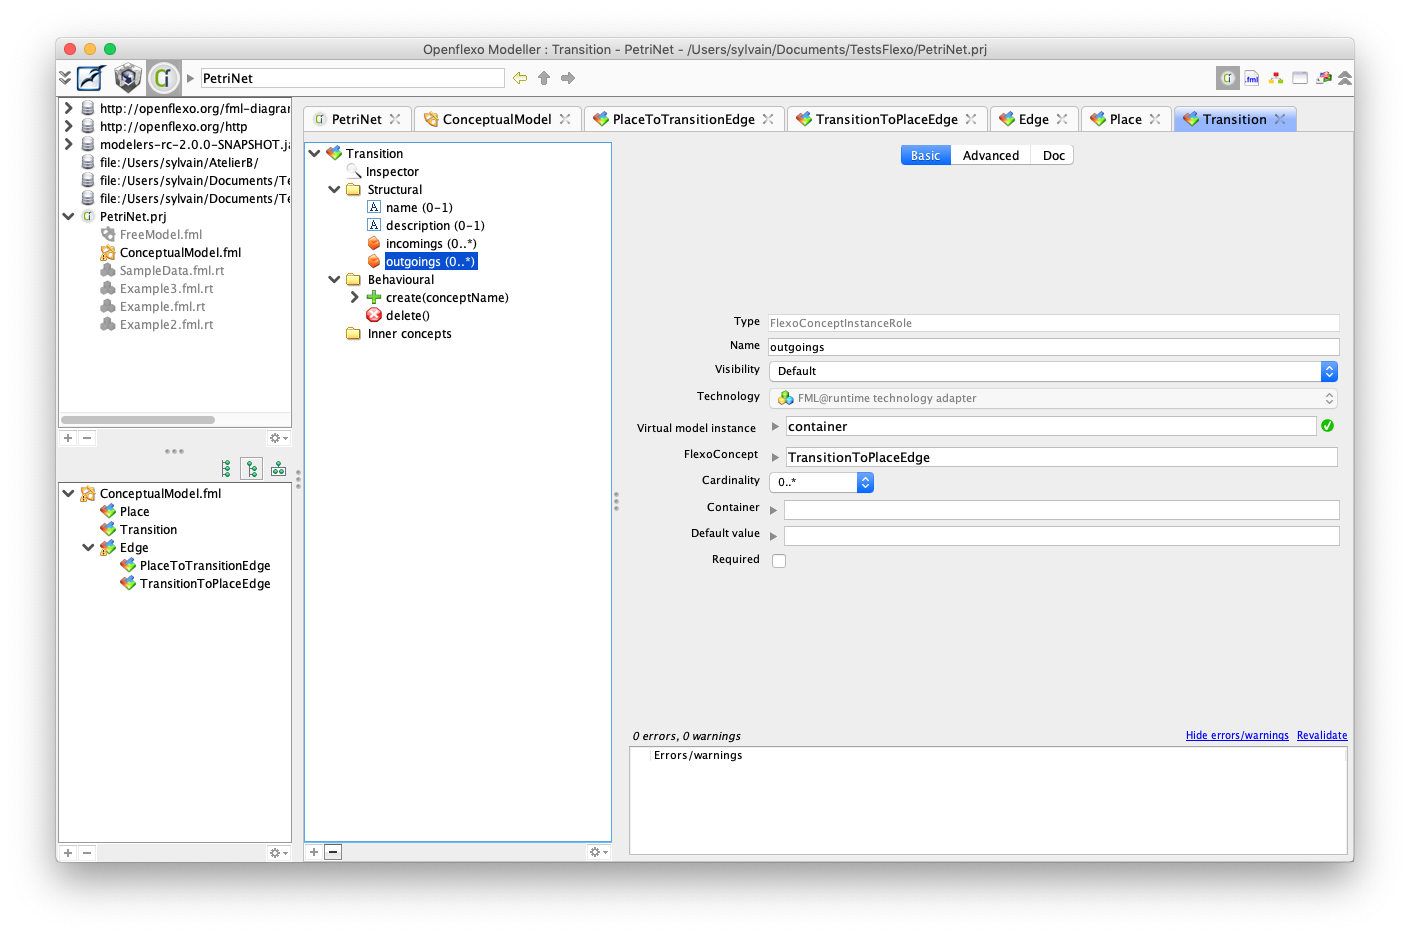 Openflexo Modeller : Transition - PetriNet - /Users/sylvain/Documents/TestsFlexo/PetriNet.prj
PetriNet
.fml
http://openflexo.org/fml-diagran
http://openflexo.org/http
modelers-rc-2.0.0-SNAPSHOT.ja
file:/Users/sylvain/AtelierB/
file:/Users/sylvain/Documents/Te
file:/Users/sylvain/Documents/Te
PetriNet.prj
FreeModel.fml
ConceptualModel.fml
SampleData.fml.rt
Example3.fml.rt
Example.fml.rt
Example2.fml.rt
ConceptualModel.fml
Place
Transition
Edge
PlaceToTransitionEdge
TransitionToPlaceEdge
PetriNet
ConceptualModel
PlaceToTransitionEdge
TransitionToPlaceEdge
Edge
Place
Transition
Transition
Inspector
Structural
name (0-1)
description (0-1)
incomings (0..*)
outgoings (0..*)
Behavioural
create(conceptName)
delete()
Inner concepts
Basic Advanced Doc
Type FlexoConceptInstanceRole
Name outgoings
Visibility Default
Technology FML@runtime technology adapter
Virtual model instance container
FlexoConcept TransitionToPlaceEdge
Cardinality 0..*
Container
Default value
Required
0 errors, 0 warnings Hide errors/warnings Revalidate
Errors/warnings